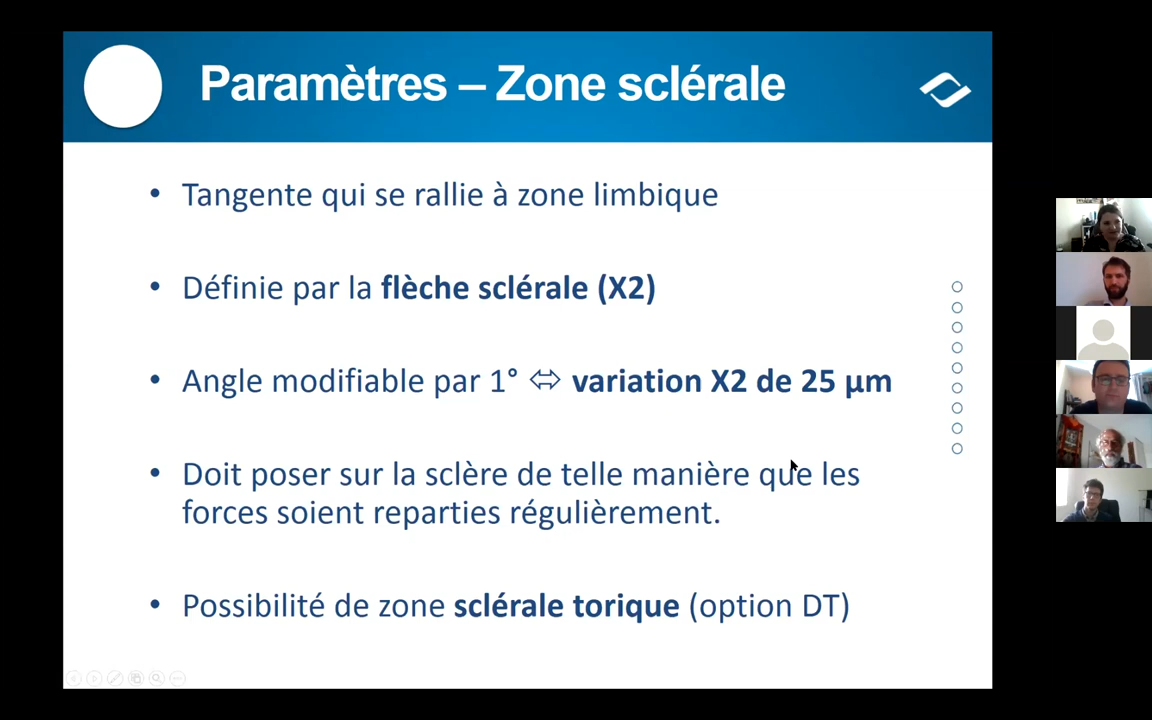 Paramètres – Zone sclérale
• Tangente qui se rallie à zone limbique
• Définie par la flèche sclérale (X2)
• Angle modifiable par 1° ⇔ variation X2 de 25 µm
• Doit poser sur la sclère de telle manière que les
forces soient reparties régulièrement.
• Possibilité de zone sclérale torique (option DT)